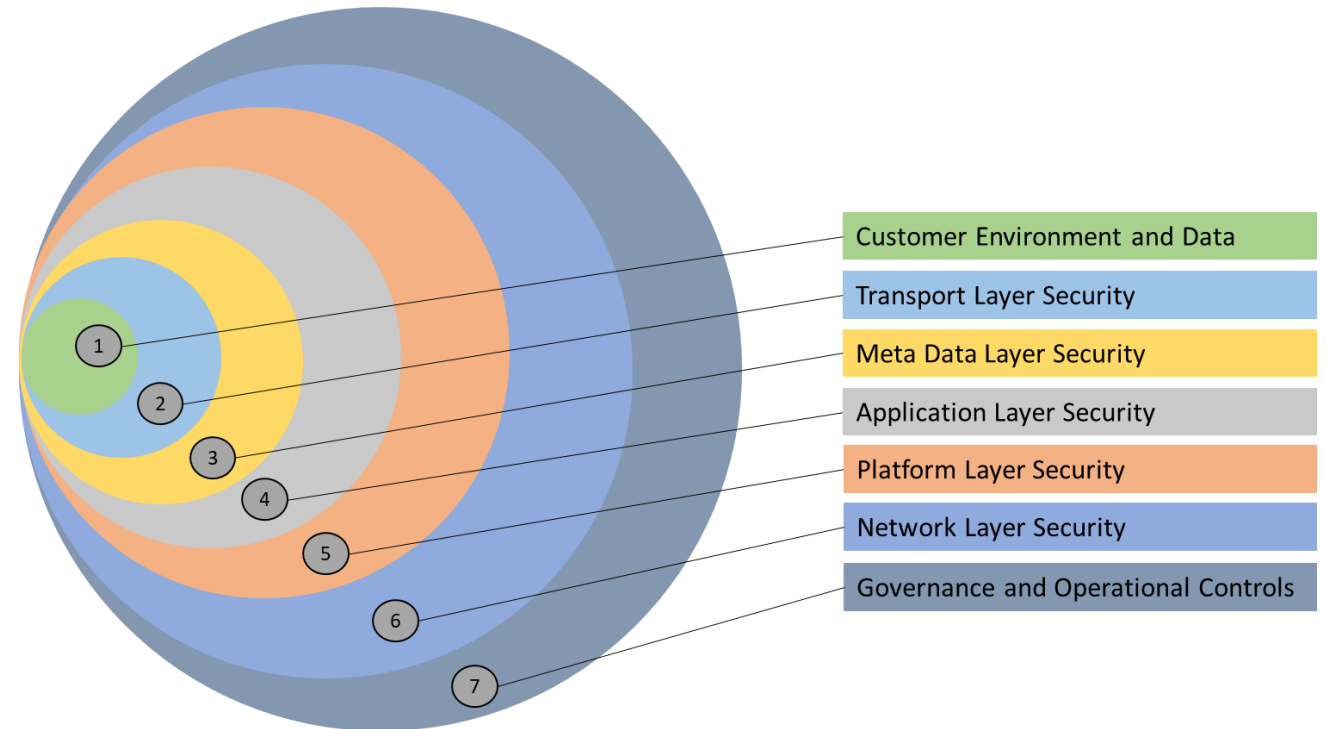 1
Customer Environment and Data
2
Transport Layer Security
3
Meta Data Layer Security
4
Application Layer Security
5
Platform Layer Security
6
Network Layer Security
7
Governance and Operational Controls